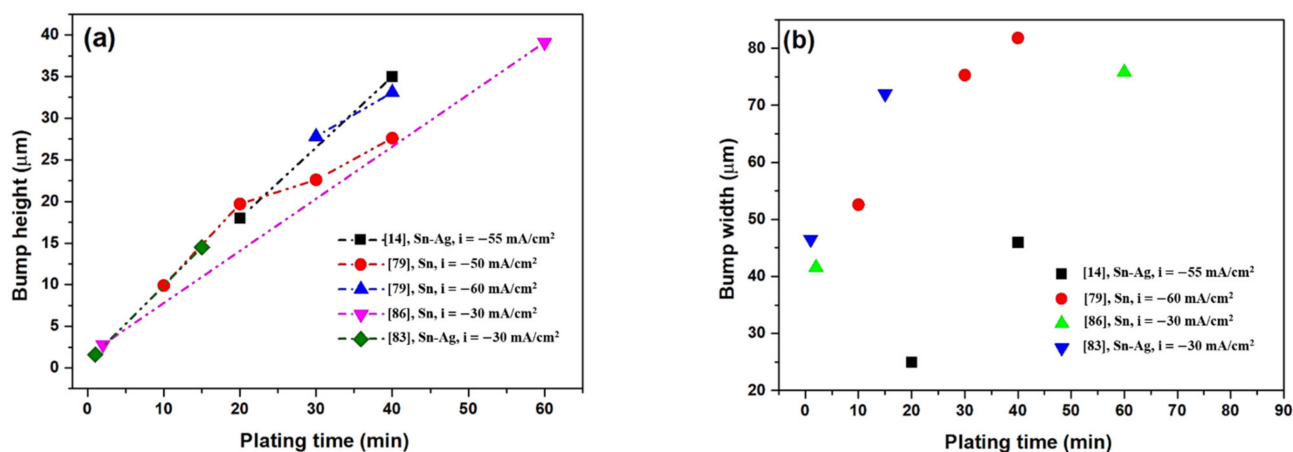 (a)
40
35
30
25
20
15
10
5
0
Bump height (μm)
[14], Sn-Ag, i = −55 mA/cm²
[79], Sn, i = −50 mA/cm²
[79], Sn, i = −60 mA/cm²
[86], Sn, i = −30 mA/cm²
[83], Sn-Ag, i = −30 mA/cm²
0 10 20 30 40 50 60
Plating time (min)
(b)
80
70
60
50
40
30
20
Bump width (μm)
[14], Sn-Ag, i = −55 mA/cm²
[79], Sn, i = −60 mA/cm²
[86], Sn, i = −30 mA/cm²
[83], Sn-Ag, i = −30 mA/cm²
0 10 20 30 40 50 60 70 80 90
Plating time (min)